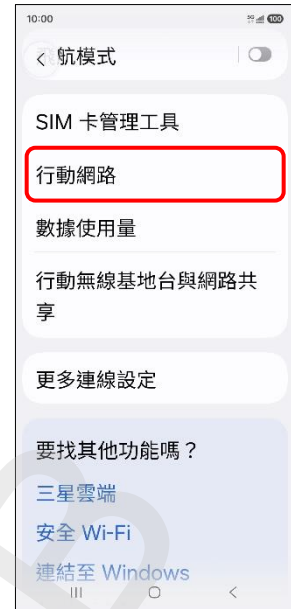 10:00
5G
100
航模式
SIM 卡管理工具
行動網路
數據使用量
行動無線基地台與網路共
享
更多連線設定
要找其他功能嗎？
三星雲端
安全 Wi-Fi
連結至 Windows